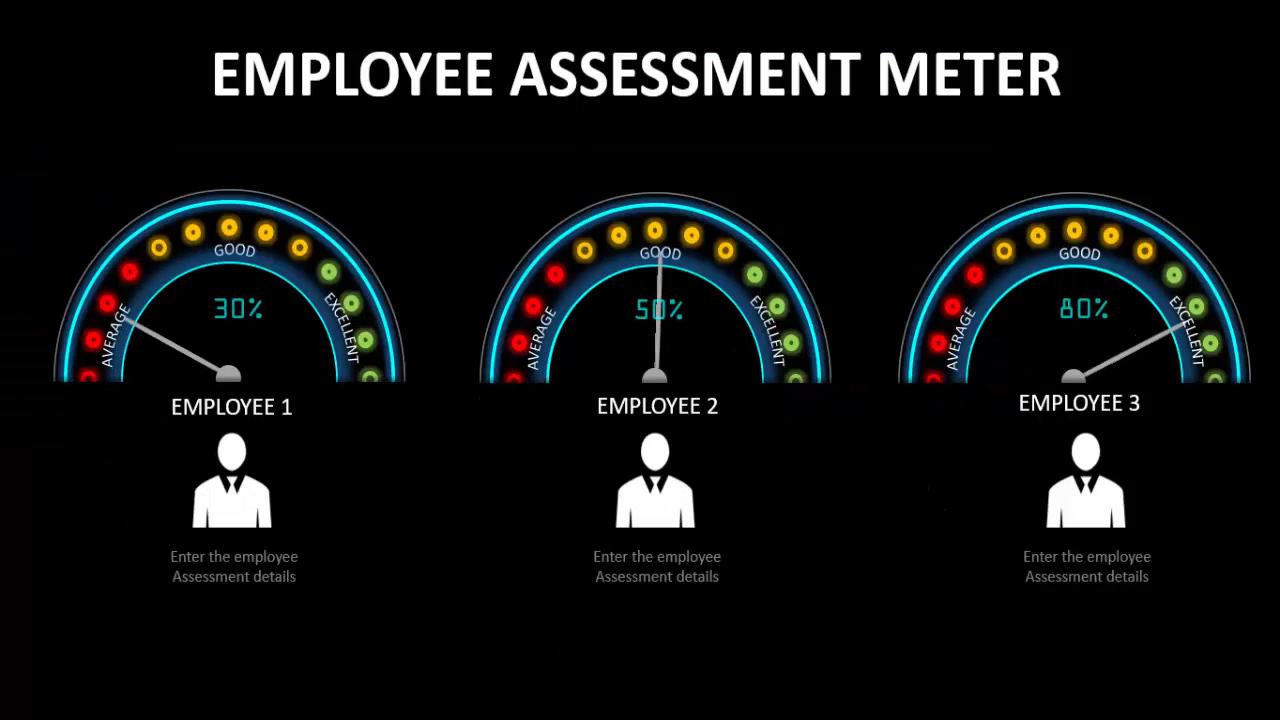 EMPLOYEE ASSESSMENT METER
GOOD
AVERAGE
EXCELLENT
30%
EMPLOYEE 1
Enter the employee
Assessment details
GOOD
AVERAGE
EXCELLENT
50%
EMPLOYEE 2
Enter the employee
Assessment details
GOOD
AVERAGE
EXCELLENT
80%
EMPLOYEE 3
Enter the employee
Assessment details